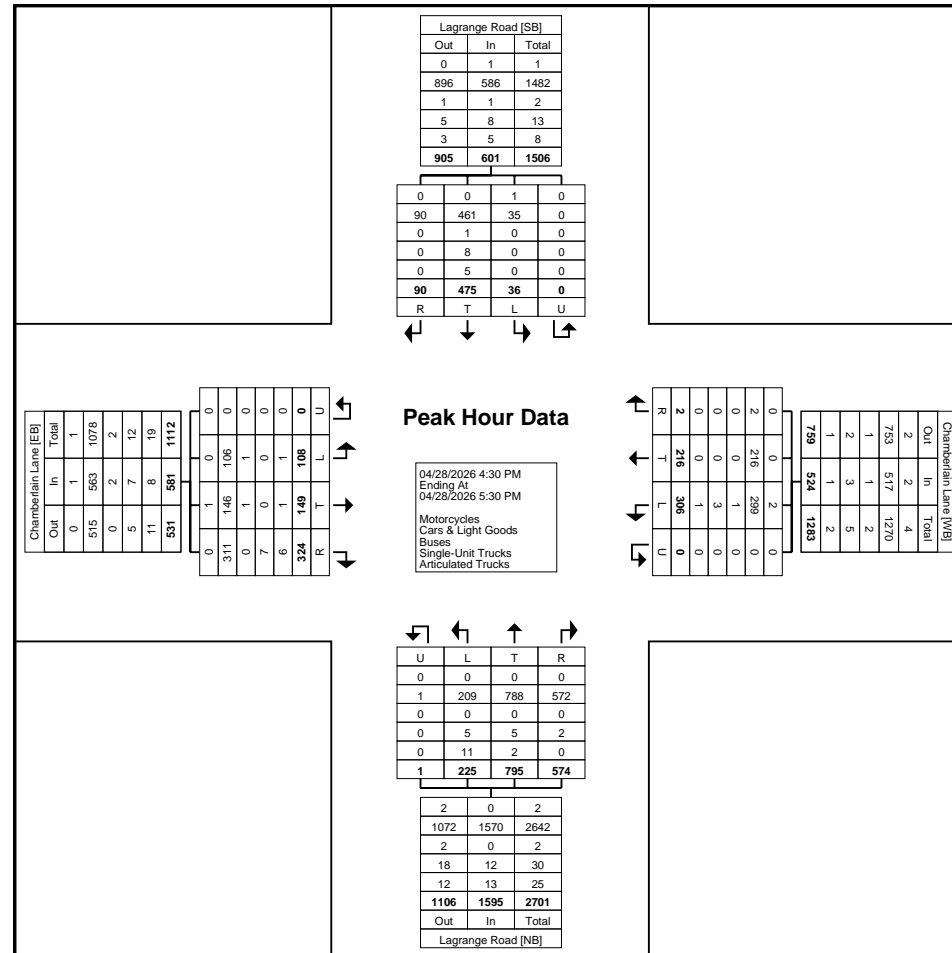 Lagrange Road [SB]
Out In Total
0 1 1
896 586 1482
1 1 2
5 8 13
3 5 8
905 601 1506
0 0 1 0
90 461 35 0
0 1 0 0
0 8 0 0
0 5 0 0
90 475 36 0
R T L U
Chamberlain Lane [EB]
Out In Total
0 1 1
515 563 1078
0 2 2
5 7 12
11 8 19
531 581 1112
0 1 0 0
311 146 106 0
0 1 1 0
7 0 0 0
6 1 1 0
324 149 108 0
R T L U
Peak Hour Data
04/28/2026 4:30 PM
Ending At
04/28/2026 5:30 PM
Motorcycles
Cars & Light Goods
Buses
Single-Unit Trucks
Articulated Trucks
Chamberlain Lane [WB]
Out In Total
2 2 4
753 517 1270
1 1 2
2 3 5
1 1 2
759 524 1283
0 0 2 0
2 216 299 0
0 0 1 0
0 0 3 0
0 0 1 0
2 216 306 0
R T L U
U L T R
0 0 0 0
1 209 788 572
0 0 0 0
0 5 5 2
0 11 2 0
1 225 795 574
2 0 2
1072 1570 2642
2 0 2
18 12 30
12 13 25
1106 1595 2701
Out In Total
Lagrange Road [NB]